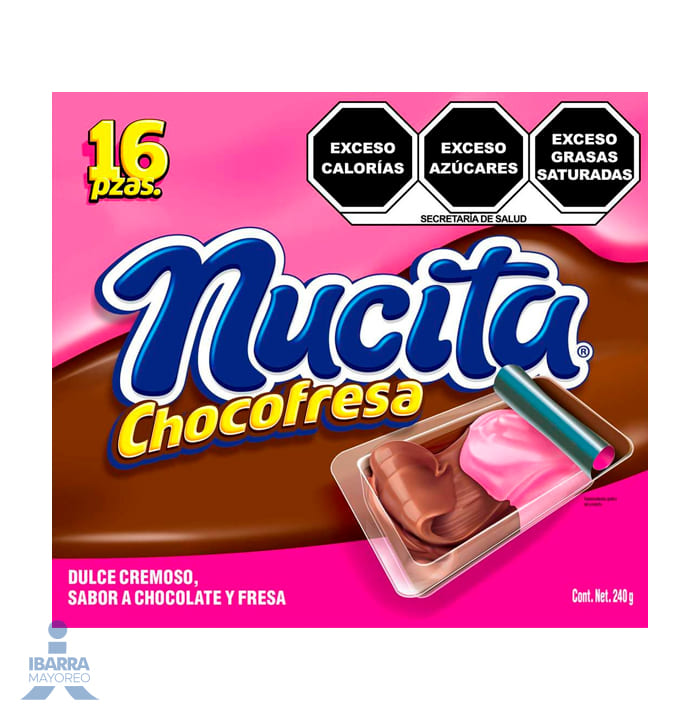 16
pzas.
EXCESO
CALORÍAS
EXCESO
AZÚCARES
EXCESO
GRASAS
SATURADAS
SECRETARÍA DE SALUD
Nucita®
Chocofresa
DULCE CREMOSO,
SABOR A CHOCOLATE Y FRESA
Cont. Net. 240 g
IBARRA
MAYOREO